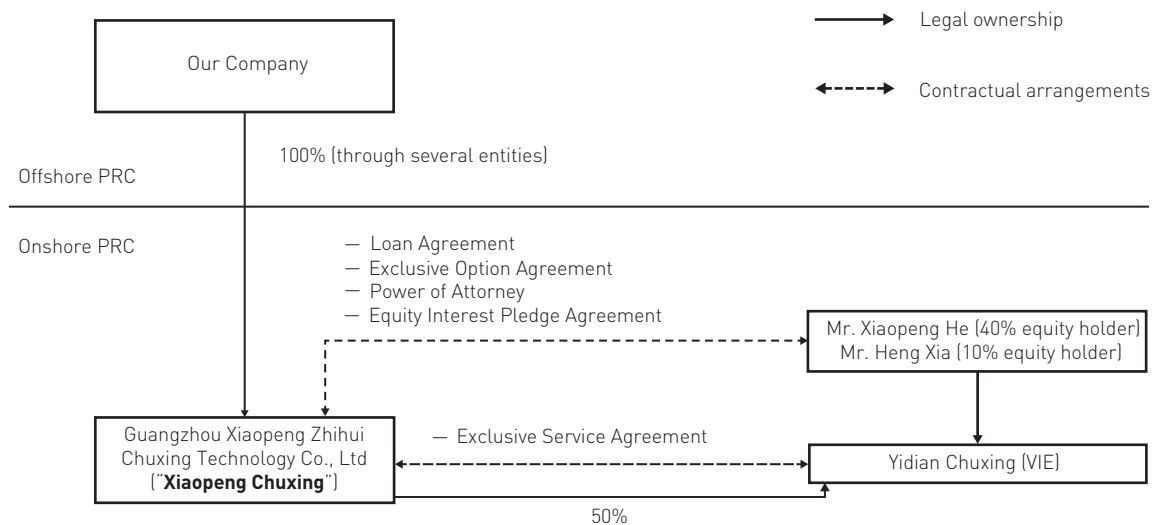 Legal ownership
Our Company
Contractual arrangements
100% (through several entities)
Offshore PRC
Onshore PRC
— Loan Agreement
— Exclusive Option Agreement
— Power of Attorney
— Equity Interest Pledge Agreement
Mr. Xiaopeng He (40% equity holder)
Mr. Heng Xia (10% equity holder)
Guangzhou Xiaopeng Zhihui
Chuxing Technology Co., Ltd
("Xiaopeng Chuxing")
— Exclusive Service Agreement
Yidian Chuxing (VIE)
50%